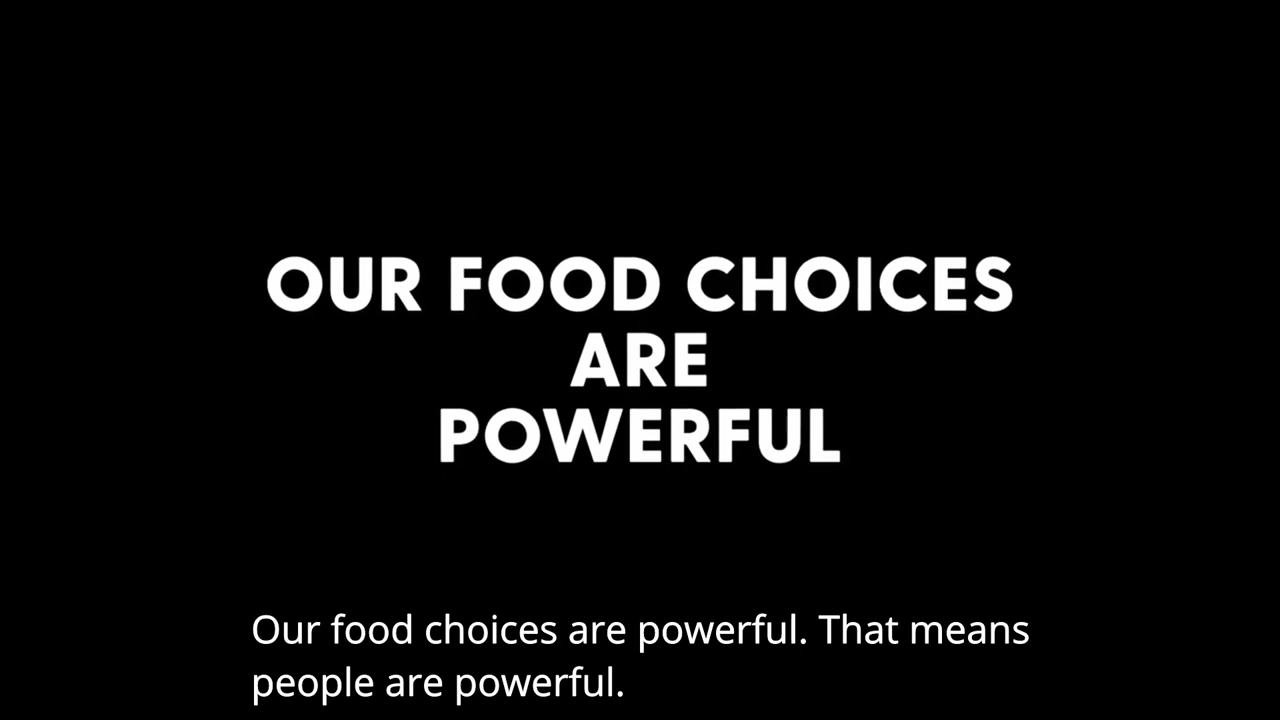 OUR FOOD CHOICES
ARE
POWERFUL
Our food choices are powerful. That means
people are powerful.